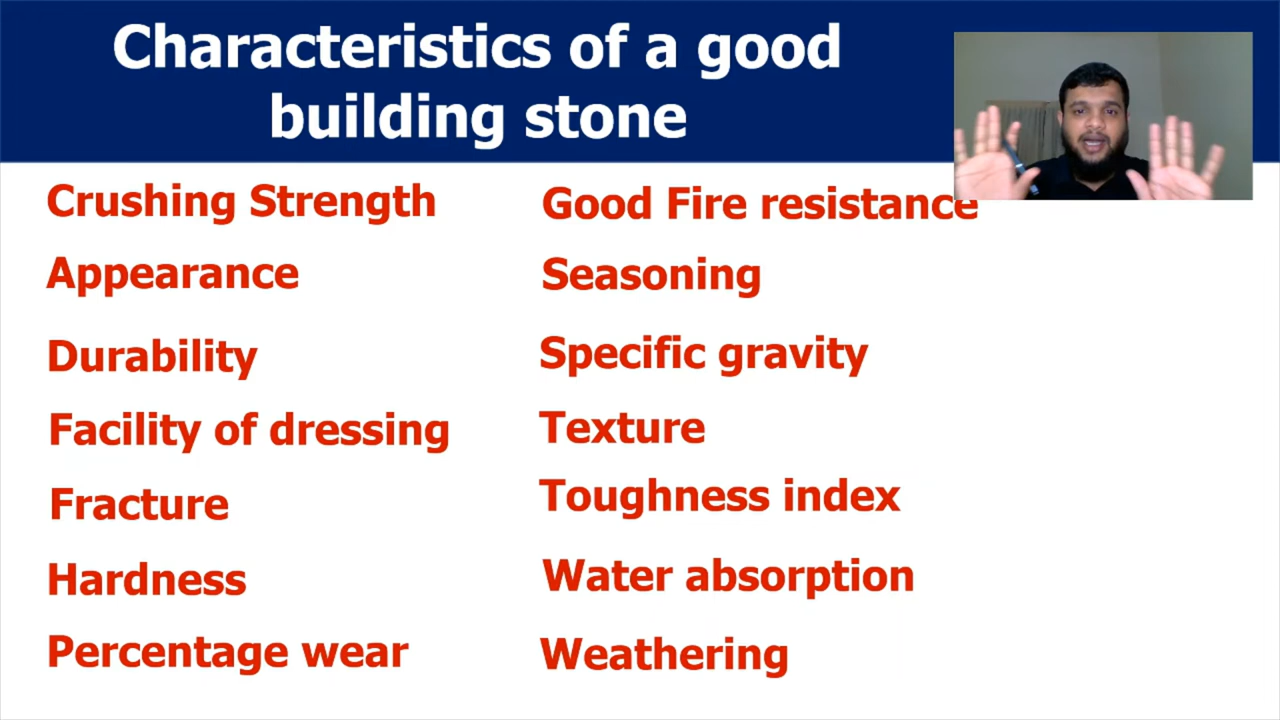 Characteristics of a good
building stone
Crushing Strength
Appearance
Durability
Facility of dressing
Fracture
Hardness
Percentage wear
Good Fire resistance
Seasoning
Specific gravity
Texture
Toughness index
Water absorption
Weathering